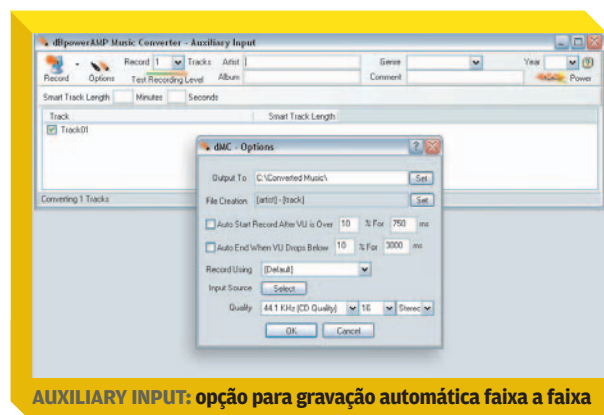 dBpowerAMP Music Converter - Auxiliary Input
Record Options Record 1 Tracks Artist Genre Year
Test Recording Level Album Comment Power
Smart Track Length Minutes Seconds
Track Smart Track Length
Track01
Converting 1 Tracks
dMC - Options
Output To C:\Converted Music\ Set
File Creation [artist] - [track] Set
Auto Start Record After VU is Over 10 % For 750 ms
Auto End When VU Drops Below 10 % For 3000 ms
Record Using (Default)
Input Source Select
Quality 44.1 KHz (CD Quality) 16 Stereo
OK Cancel
AUXILIARY INPUT: opção para gravação automática faixa a faixa